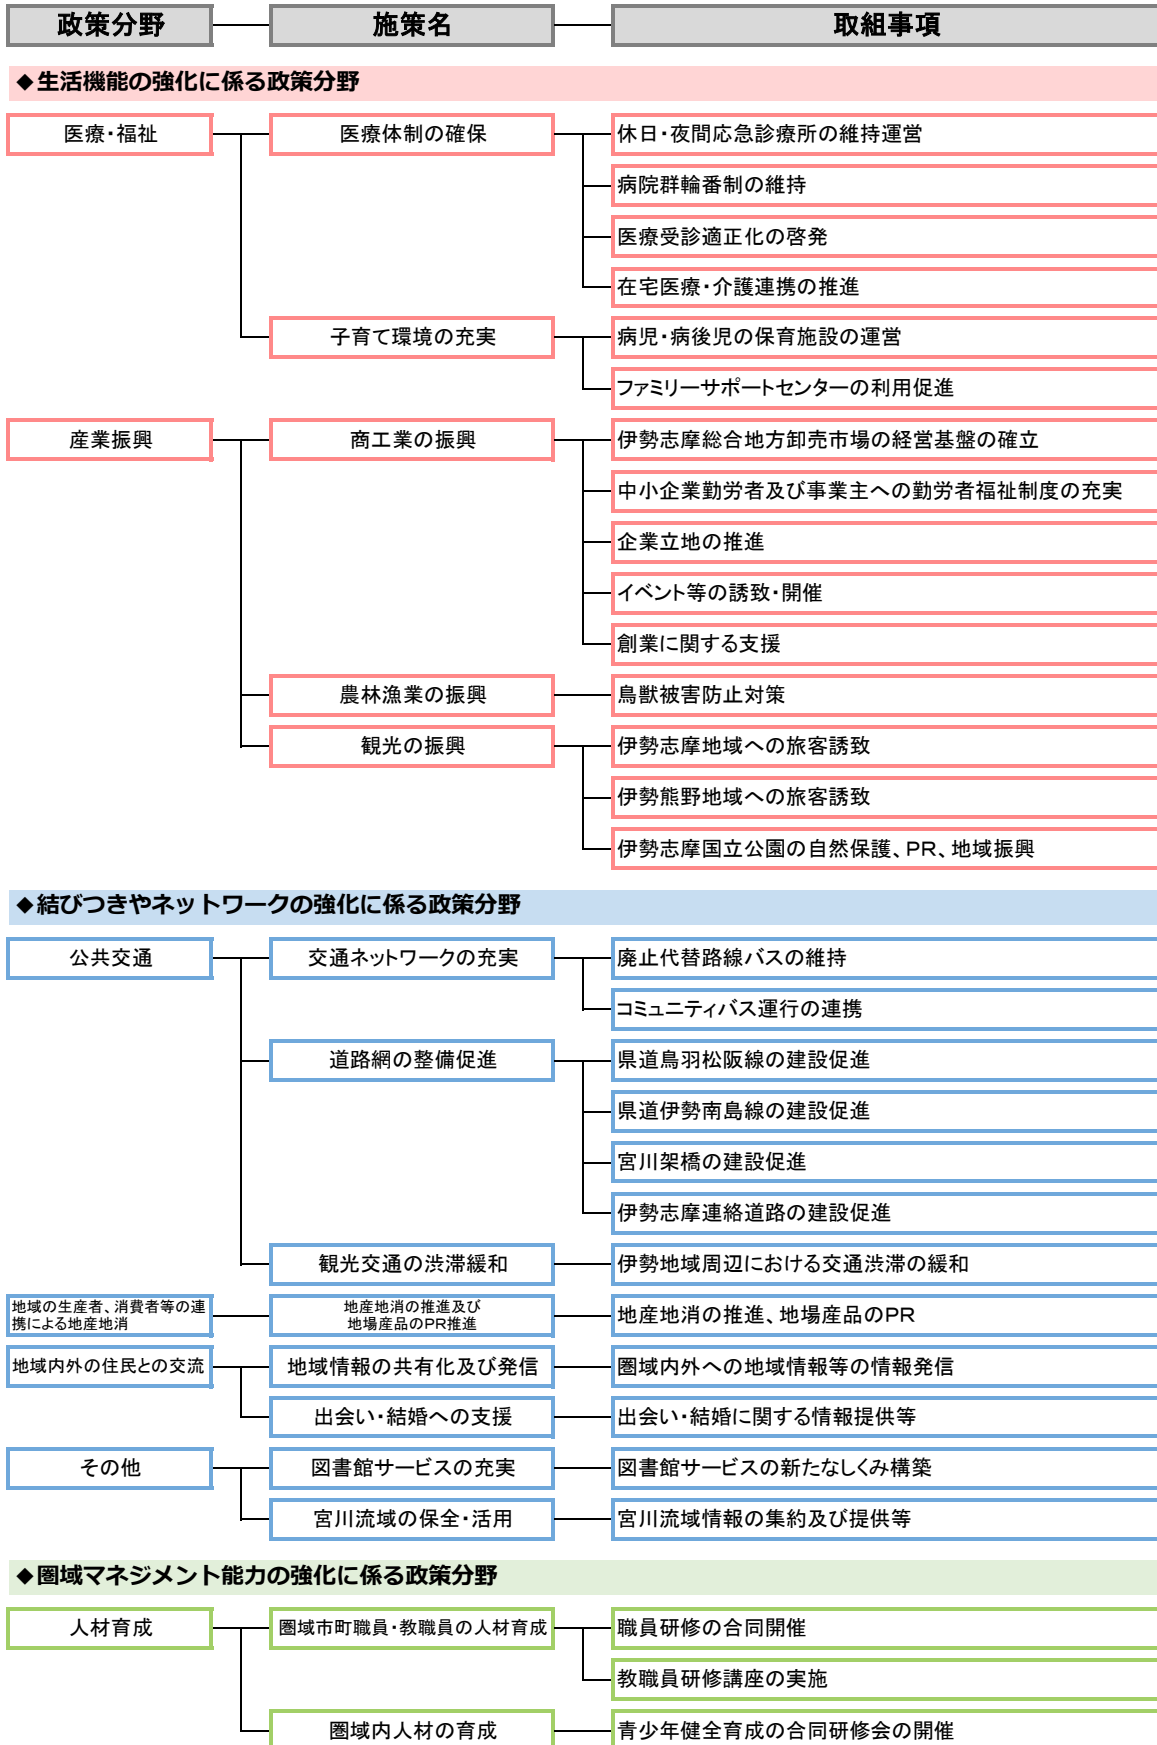 政策分野 施策名 取組事項
◆生活機能の強化に係る政策分野
医療・福祉 医療体制の確保 休日・夜間応急診療所の維持運営
病院群輪番制の維持
医療受診適正化の啓発
在宅医療・介護連携の推進
子育て環境の充実 病児・病後児の保育施設の運営
ファミリーサポートセンターの利用促進
産業振興 商工業の振興 伊勢志摩総合地方卸売市場の経営基盤の確立
中小企業勤労者及び事業主への勤労者福祉制度の充実
企業立地の推進
イベント等の誘致・開催
創業に関する支援
農林漁業の振興 鳥獣被害防止対策
観光の振興 伊勢志摩地域への旅客誘致
伊勢熊野地域への旅客誘致
伊勢志摩国立公園の自然保護、PR、地域振興
◆結びつきやネットワークの強化に係る政策分野
公共交通 交通ネットワークの充実 廃止代替路線バスの維持
コミュニティバス運行の連携
道路網の整備促進 県道鳥羽松阪線の建設促進
県道伊勢南島線の建設促進
宮川架橋の建設促進
伊勢志摩連絡道路の建設促進
観光交通の渋滞緩和 伊勢地域周辺における交通渋滞の緩和
地域の生産者、消費者等の連
携による地産地消
地産地消の推進及び
地場産品のPR推進
地産地消の推進、地場産品のPR
地域内外の住民との交流 地域情報の共有化及び発信 圏域内外への地域情報等の情報発信
出会い・結婚への支援 出会い・結婚に関する情報提供等
その他 図書館サービスの充実 図書館サービスの新たなしくみ構築
宮川流域の保全・活用 宮川流域情報の集約及び提供等
◆圏域マネジメント能力の強化に係る政策分野
人材育成 圏域市町職員・教職員の人材育成 職員研修の合同開催
教職員研修講座の実施
圏域内人材の育成 青少年健全育成の合同研修会の開催